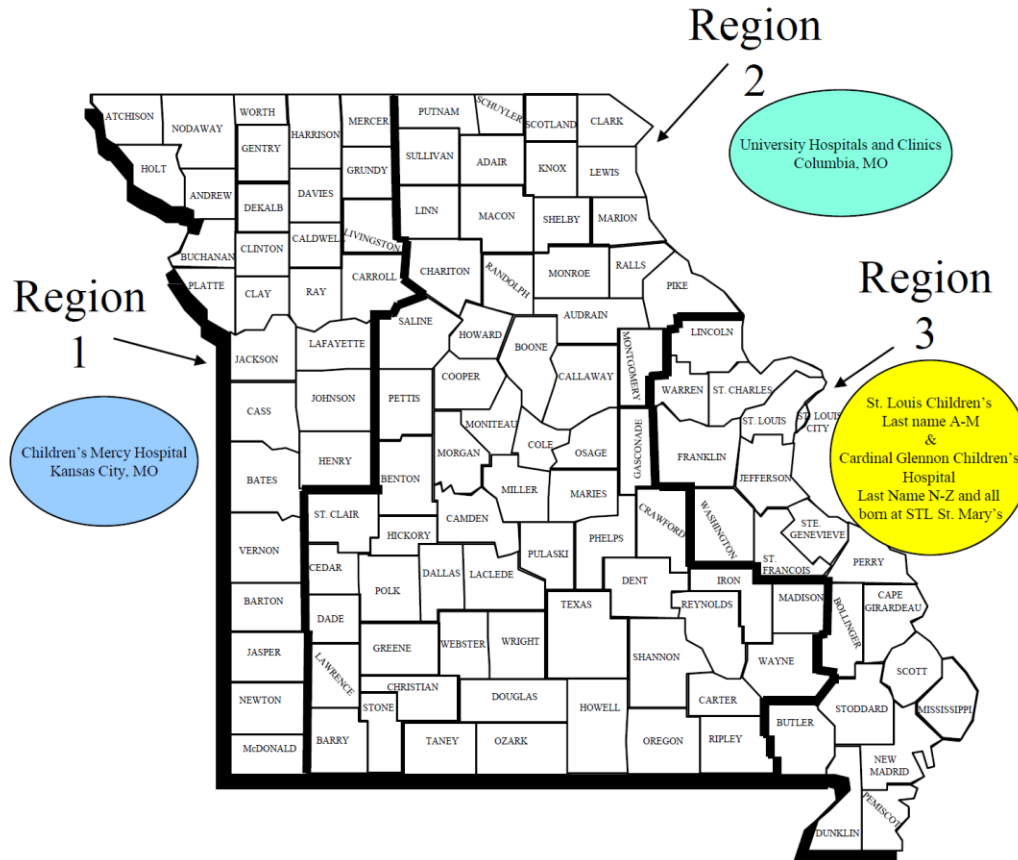 Region
2
University Hospitals and Clinics
Columbia, MO
Region
1
Children's Mercy Hospital
Kansas City, MO
Region
3
St. Louis Children's
Last name A-M
&
Cardinal Glennon Children's
Hospital
Last Name N-Z and all
born at STL St. Mary's
ATCHISON
NODAWAY
WORTH
HARRISON
MERCER
PUTNAM
SCHUYLER
SCOTLAND
CLARK
HOLT
GENTRY
GRUNDY
SULLIVAN
ADAIR
KNOX
LEWIS
ANDREW
DEKALB
DAVIES
LINN
MACON
SHELBY
MARION
BUCHANAN
CLINTON
CALDWELL
LIVINGSTON
CHARITON
RANDOLPH
MONROE
RALLS
PIKE
PLATTE
CLAY
RAY
CARROLL
SALINE
HOWARD
AUDRAIN
LINCOLN
JACKSON
LAFAYETTE
COOPER
BOONE
CALLAWAY
MONTGOMERY
WARREN
ST. CHARLES
CASS
JOHNSON
PETTIS
MONITEAU
COLE
OSAGE
GASCONADE
ST. LOUIS
ST. LOUIS
CITY
FRANKLIN
JEFFERSON
HENRY
BENTON
MORGAN
MILLER
MARIES
BATES
ST. CLAIR
CAMDEN
CRAWFORD
WASHINGTON
STE.
GENEVIEVE
VERNON
HICKORY
PULASKI
PHELPS
ST.
FRANCOIS
PERRY
CEDAR
POLK
DALLAS
LACLEDE
DENT
IRON
MADISON
BOLLINGER
CAPE
GIRARDEAU
BARTON
DADE
TEXAS
REYNOLDS
JASPER
LAWRENCE
GREENE
WEBSTER
WRIGHT
SHANNON
WAYNE
SCOTT
NEWTON
CHRISTIAN
STONE
DOUGLAS
HOWELL
CARTER
STODDARD
MISSISSIPPI
McDONALD
BARRY
TANEY
OZARK
OREGON
RIPLEY
BUTLER
NEW
MADRID
PEMISCOT
DUNKLIN